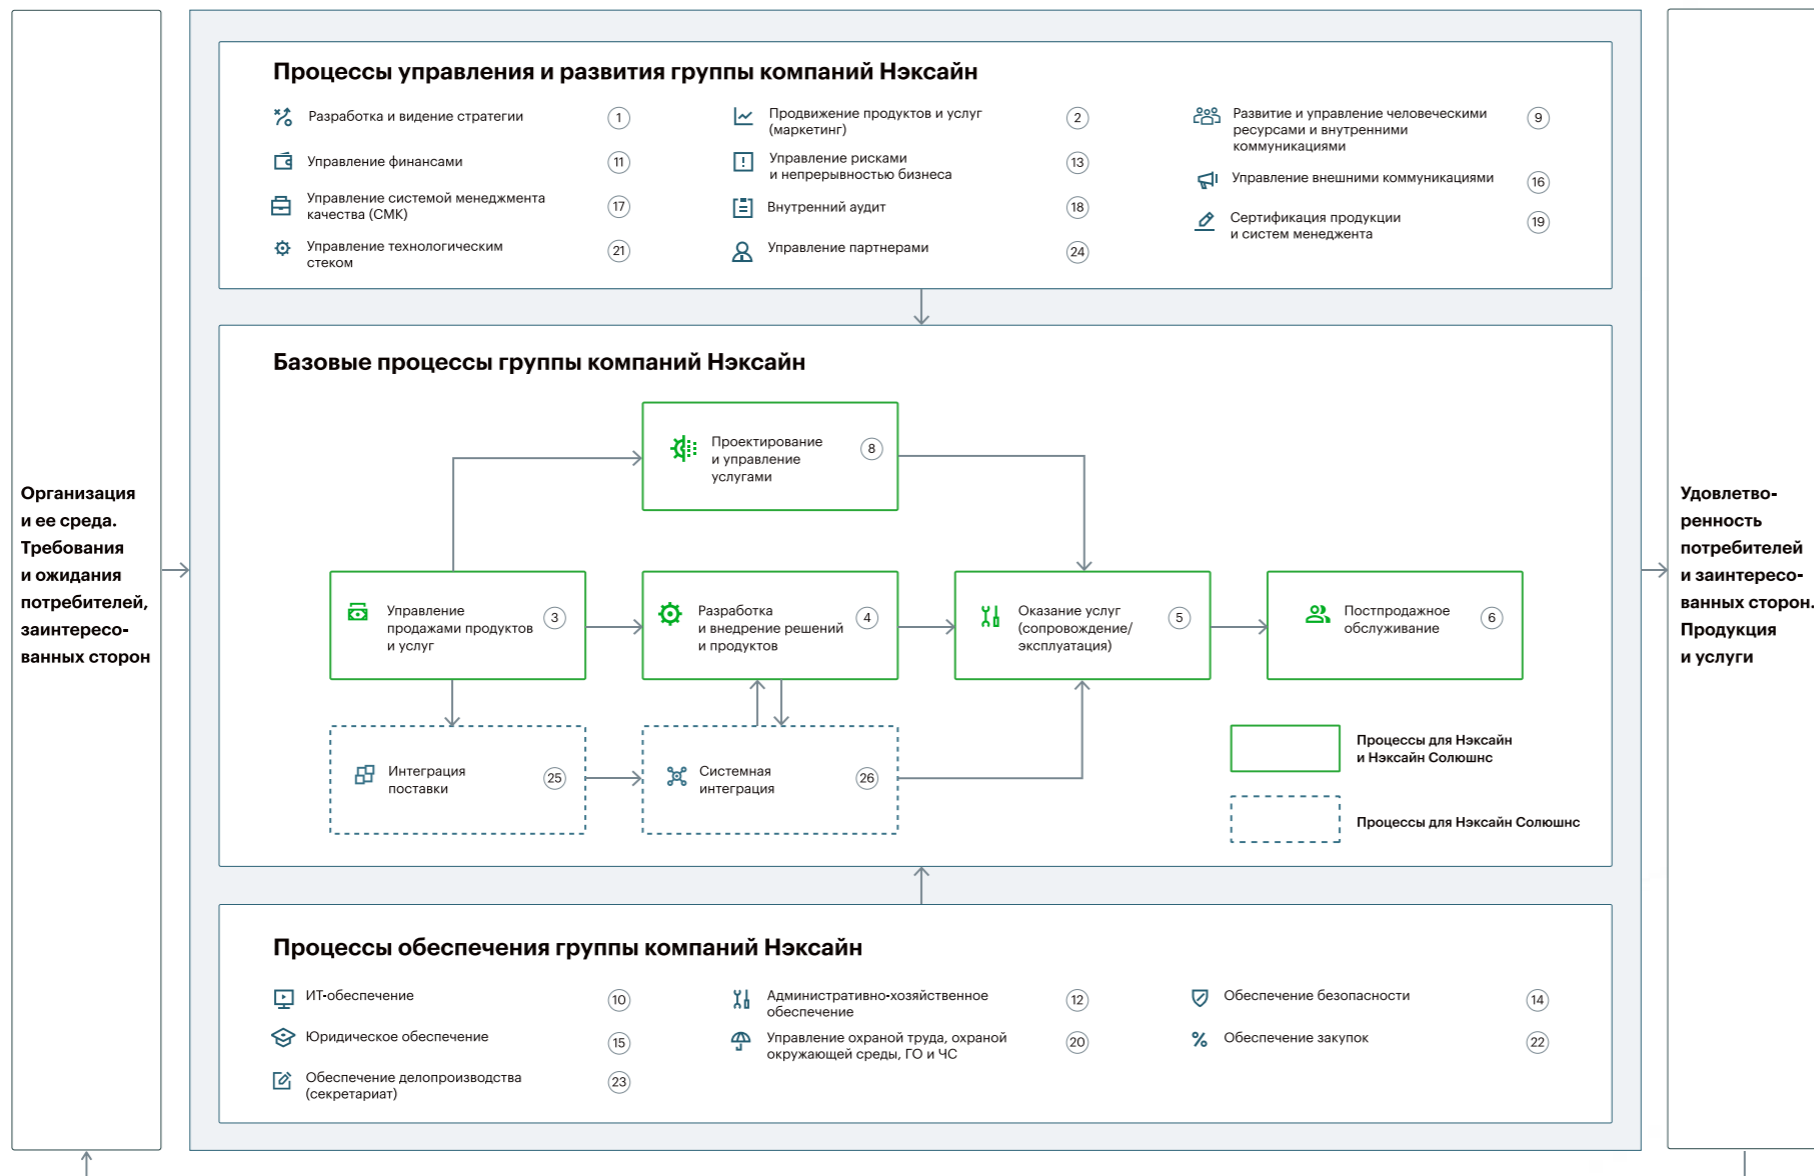 Организация
и ее среда.
Требования
и ожидания
потребителей,
заинтересо-
ванных сторон
Процессы управления и развития группы компаний Нэксайн
Разработка и видение стратегии
1
Продвижение продуктов и услуг
(маркетинг)
2
Развитие и управление человеческими
ресурсами и внутренними
коммуникациями
9
Управление финансами
11
Управление рисками
и непрерывностью бизнеса
13
Управление внешними коммуникациями
16
Управление системой менеджмента
качества (СМК)
17
Внутренний аудит
18
Сертификация продукции
и систем менеджента
19
Управление технологическим
стеком
21
Управление партнерами
24
Базовые процессы группы компаний Нэксайн
Проектирование
и управление
услугами
8
Управление
продажами продуктов
и услуг
3
Разработка
и внедрение решений
и продуктов
4
Оказание услуг
(сопровождение/
эксплуатация)
5
Постпродажное
обслуживание
6
Интеграция
поставки
25
Системная
интеграция
26
Процессы для Нэксайн
и Нэксайн Солюшнс
Процессы для Нэксайн Солюшнс
Процессы обеспечения группы компаний Нэксайн
ИТ-обеспечение
10
Административно-хозяйственное
обеспечение
12
Обеспечение безопасности
14
Юридическое обеспечение
15
Управление охраной труда, охраной
окружающей среды, ГО и ЧС
20
Обеспечение закупок
22
Обеспечение делопроизводства
(секретариат)
23
Удовлетво-
ренность
потребителей
и заинтересо-
ванных сторон.
Продукция
и услуги